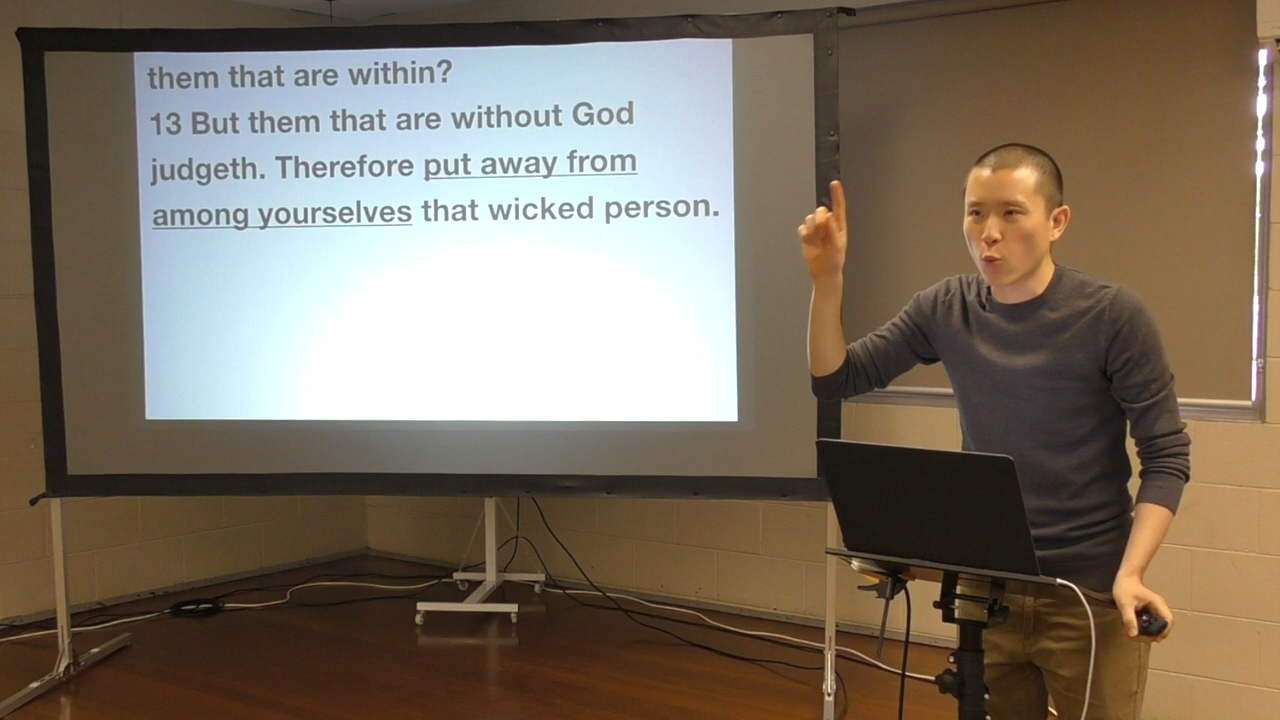 them that are within?
13 But them that are without God
judgeth. Therefore put away from
among yourselves that wicked person.